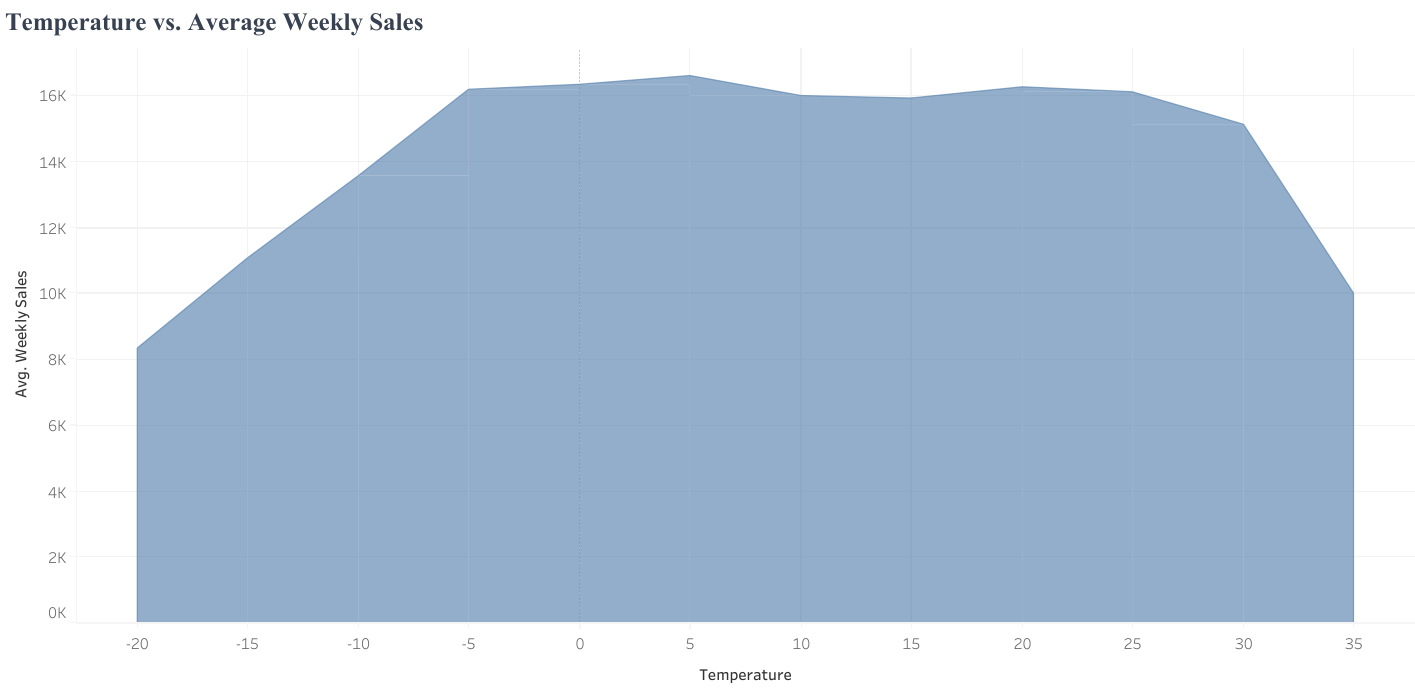 Temperature vs. Average Weekly Sales
16K
14K
12K
10K
8K
6K
4K
2K
0K
Avg. Weekly Sales
-20 -15 -10 -5 0 5 10 15 20 25 30 35
Temperature